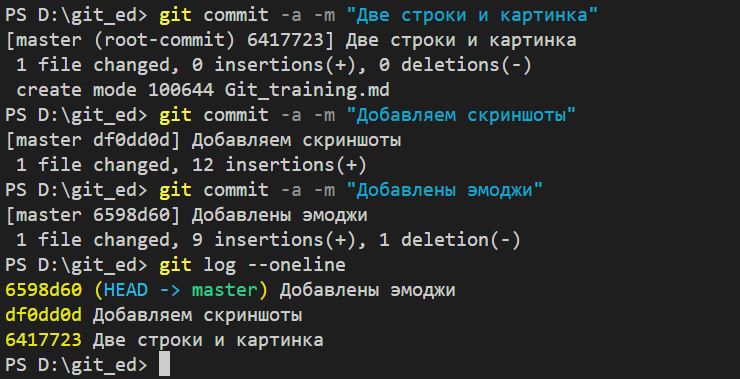 PS D:\git_ed> git commit -a -m "Две строки и картинка"
[master (root-commit) 6417723] Две строки и картинка
 1 file changed, 0 insertions(+), 0 deletions(-)
 create mode 100644 Git_training.md
PS D:\git_ed> git commit -a -m "Добавляем скриншоты"
[master df0dd0d] Добавляем скриншоты
 1 file changed, 12 insertions(+)
PS D:\git_ed> git commit -a -m "Добавлены эмоджи"
[master 6598d60] Добавлены эмоджи
 1 file changed, 9 insertions(+), 1 deletion(-)
PS D:\git_ed> git log --oneline
6598d60 (HEAD -> master) Добавлены эмоджи
df0dd0d Добавляем скриншоты
6417723 Две строки и картинка
PS D:\git_ed>